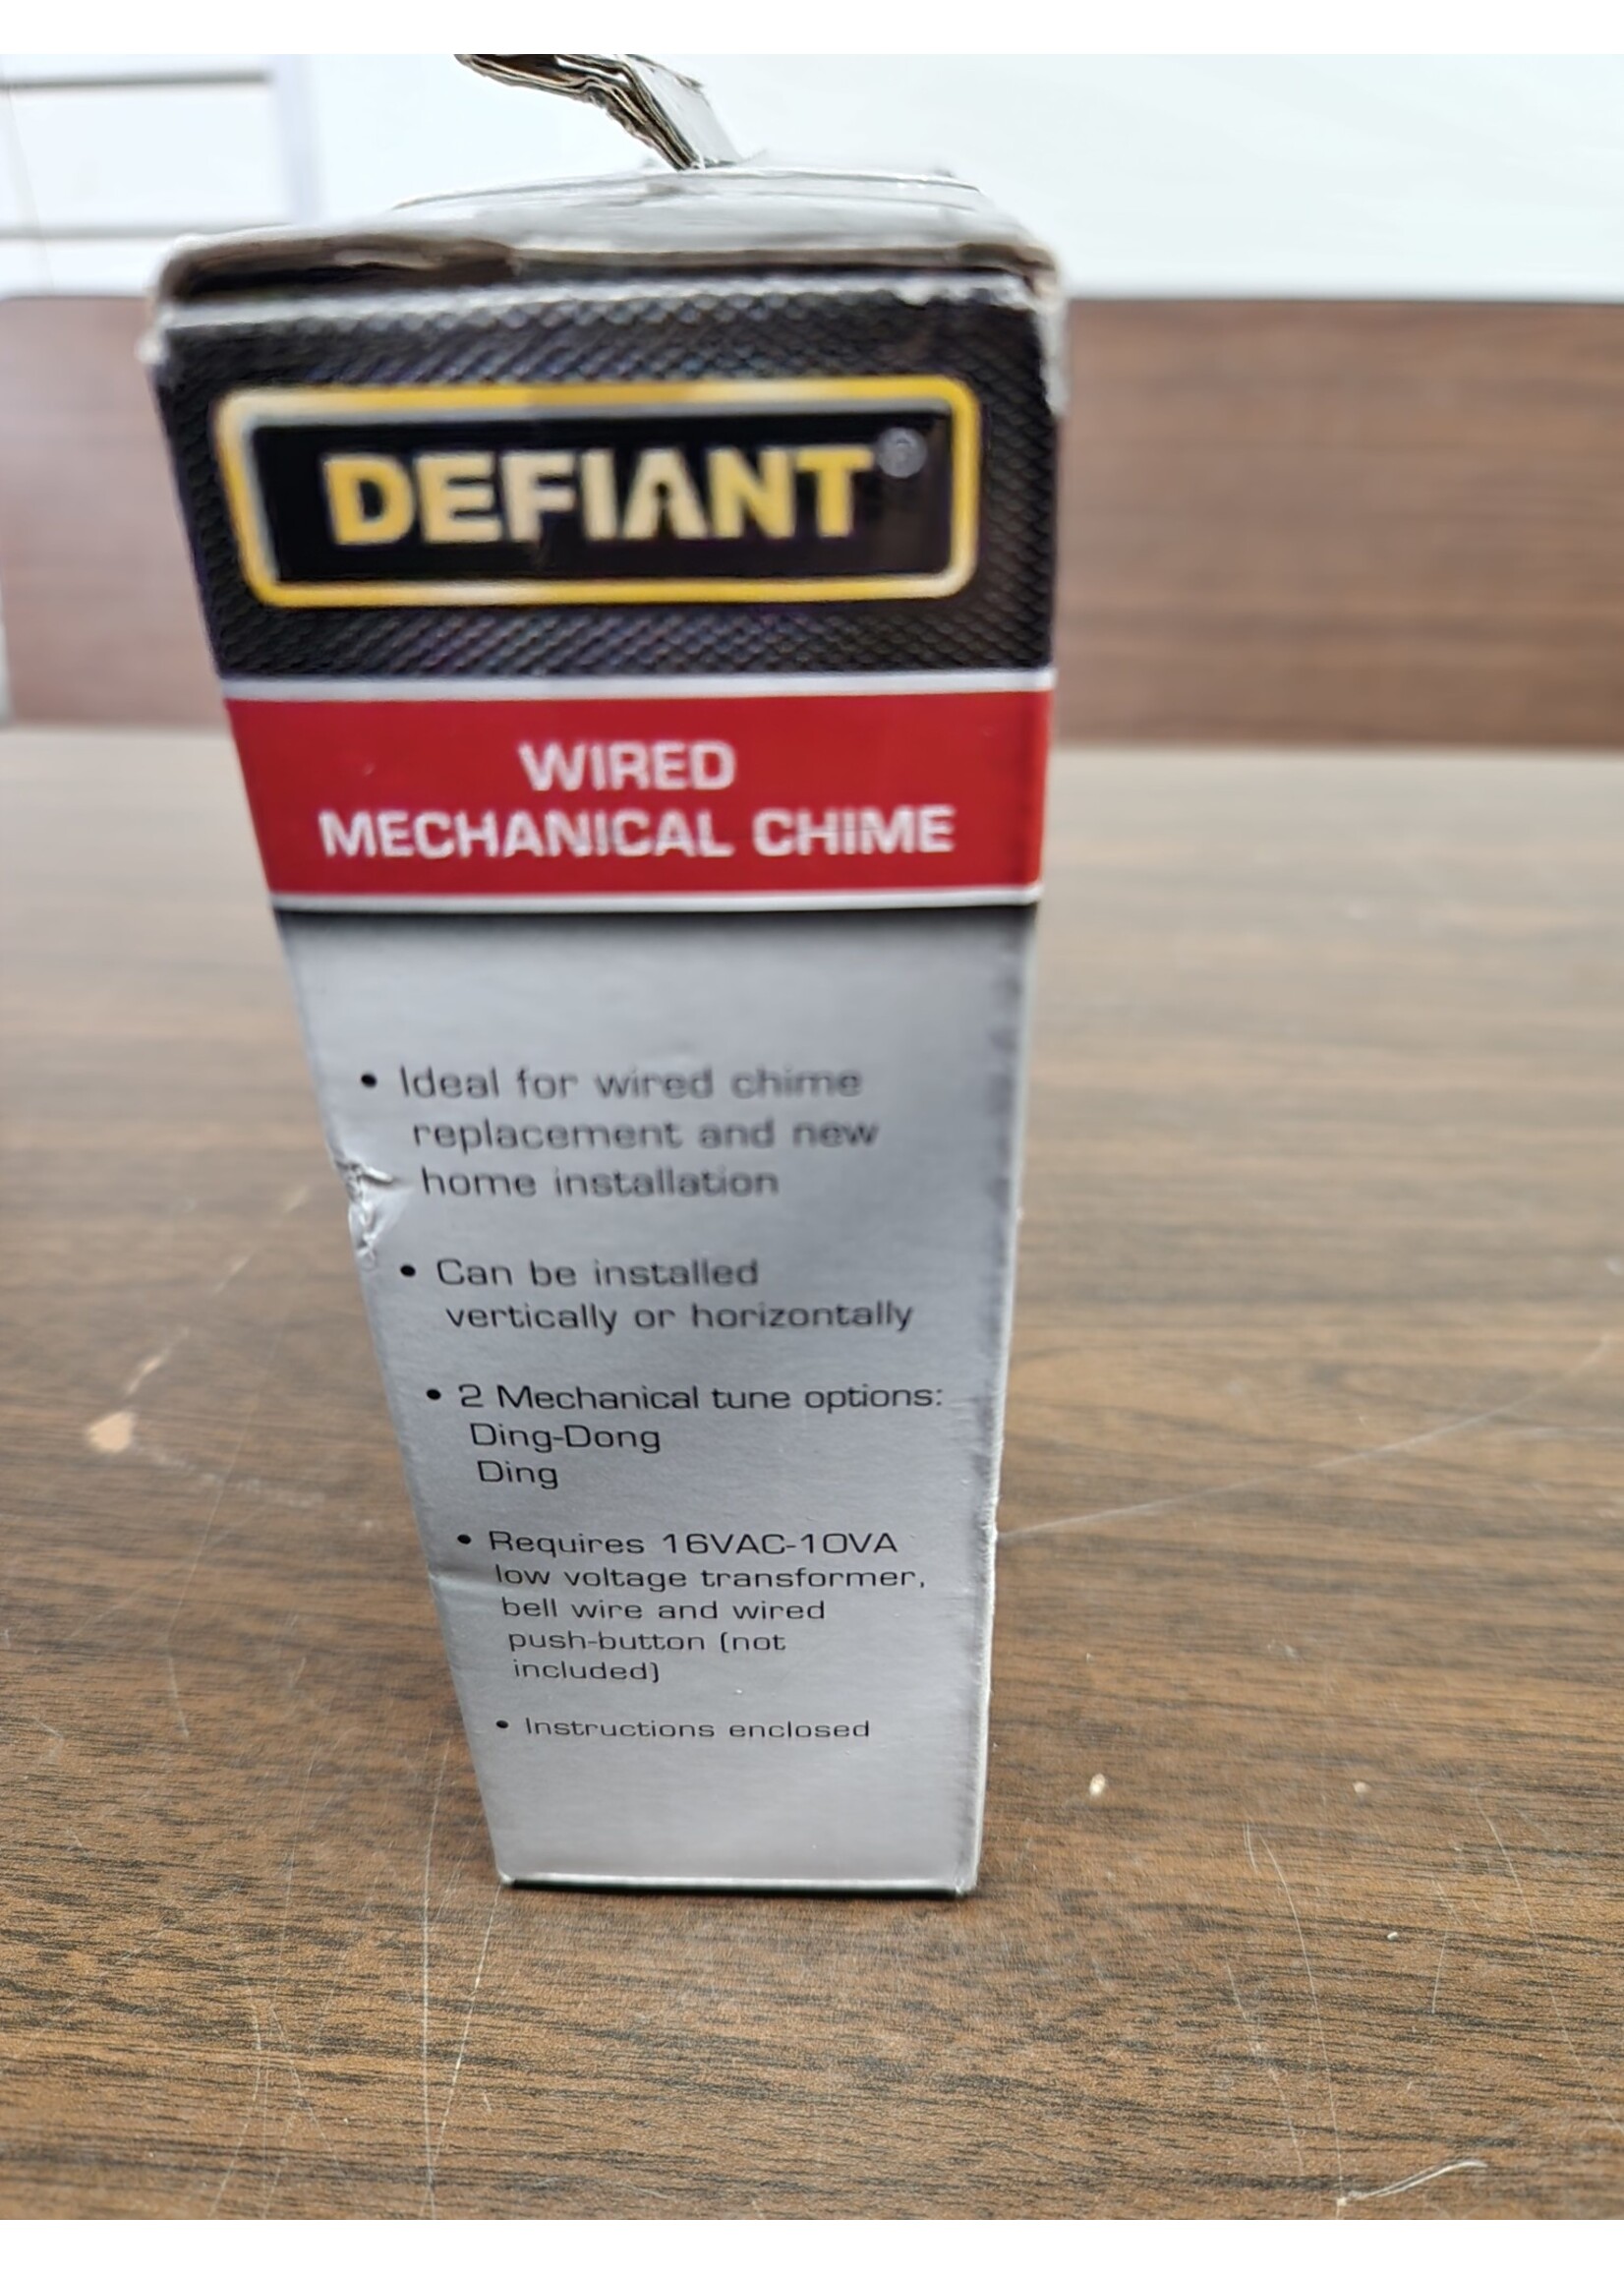 DEFIANT®
WIRED
MECHANICAL CHIME
• Ideal for wired chime
replacement and new
home installation
• Can be installed
vertically or horizontally
• 2 Mechanical tune options:
Ding-Dong
Ding
• Requires 16VAC-10VA
low voltage transformer,
bell wire and wired
push-button (not
included)
• Instructions enclosed